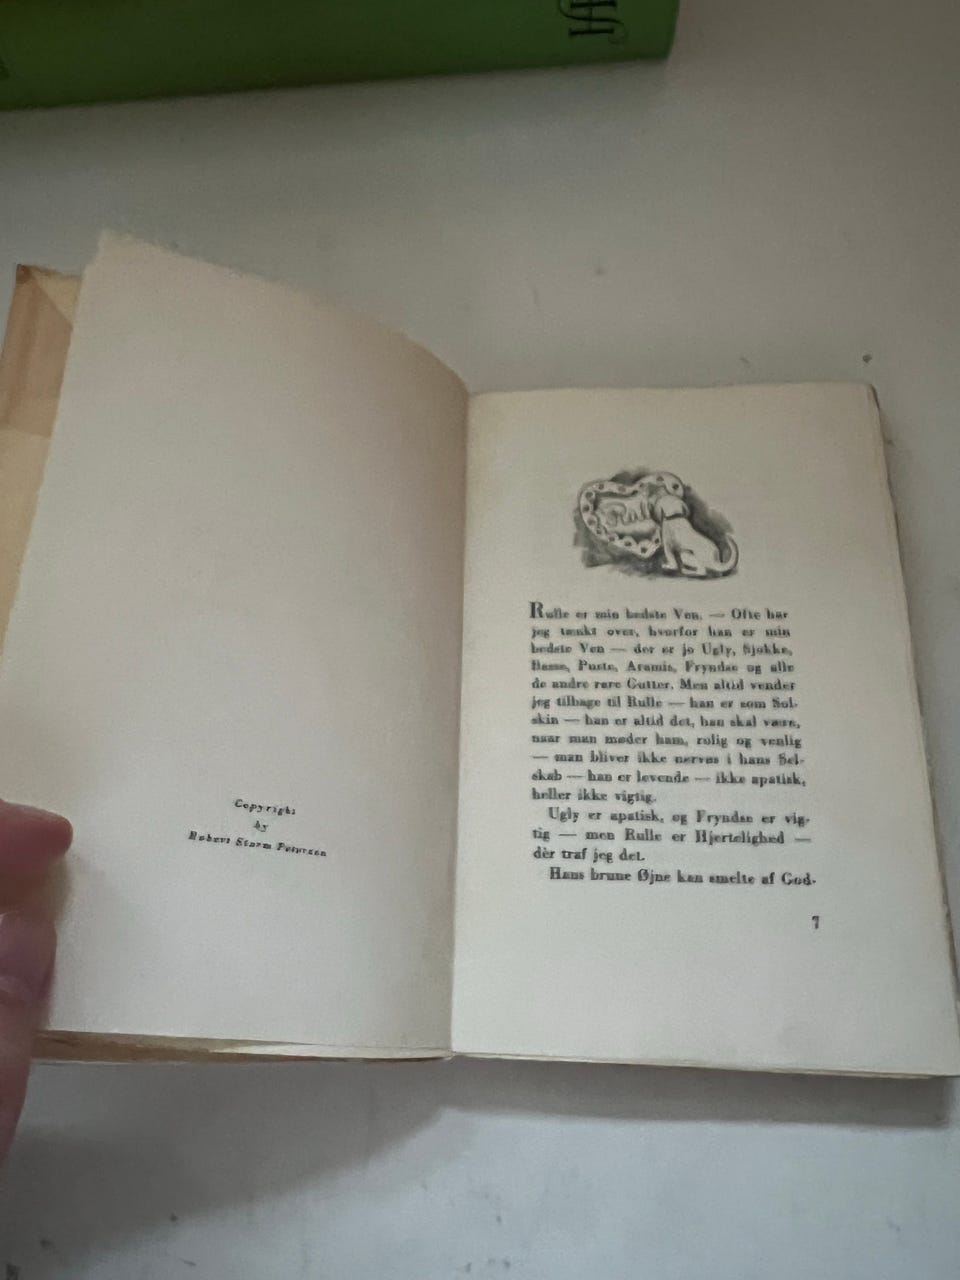 Copyright
by
Robert Storm Petersen
Rulle er min bedste Ven. — Ofte har
jeg tænkt over, hvorfor han er min
bedste Ven — der er jo Ugly, Sjokke,
Basse, Puste, Aramis, Fryndse og alle
de andre rare Gutter. Men altid vender
jeg tilbage til Rulle — han er som Sol-
skin — han er altid det, han skal være,
naar man møder ham, rolig og venlig
— man bliver ikke nervøs i hans Sel-
skab — han er levende — ikke apatisk,
heller ikke vigtig.
Ugly er apatisk, og Fryndse er vig-
tig — men Rulle er Hjertelighed —
dèr traf jeg det.
Hans brune Øjne kan smelte af God-
7